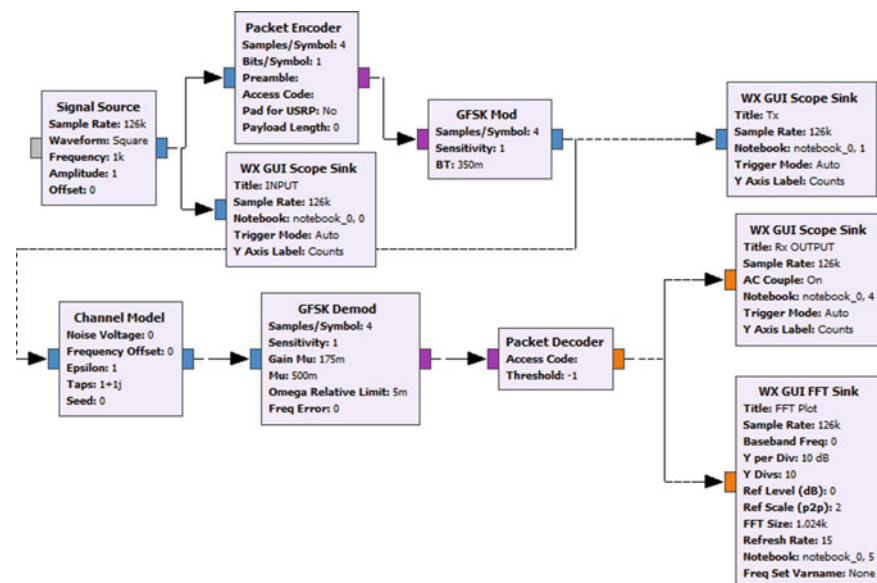 Packet Encoder
Samples/Symbol: 4
Bits/Symbol: 1
Preamble:
Access Code:
Pad for USRP: No
Payload Length: 0
Signal Source
Sample Rate: 126k
Waveform: Square
Frequency: 1k
Amplitude: 1
Offset: 0
GFSK Mod
Samples/Symbol: 4
Sensitivity: 1
BT: 350m
WX GUI Scope Sink
Title: Tx
Sample Rate: 126k
Notebook: notebook_0, 1
Trigger Mode: Auto
Y Axis Label: Counts
WX GUI Scope Sink
Title: INPUT
Sample Rate: 126k
Notebook: notebook_0, 0
Trigger Mode: Auto
Y Axis Label: Counts
WX GUI Scope Sink
Title: Rx OUTPUT
Sample Rate: 126k
AC Couple: On
Notebook: notebook_0, 4
Trigger Mode: Auto
Y Axis Label: Counts
Channel Model
Noise Voltage: 0
Frequency Offset: 0
Epsilon: 1
Taps: 1+1j
Seed: 0
GFSK Demod
Samples/Symbol: 4
Sensitivity: 1
Gain Mu: 175m
Mu: 500m
Omega Relative Limit: 5m
Freq Error: 0
Packet Decoder
Access Code:
Threshold: -1
WX GUI FFT Sink
Title: FFT Plot
Sample Rate: 126k
Baseband Freq: 0
Y per Div: 10 dB
Y Divs: 10
Ref Level (dB): 0
Ref Scale (p2p): 2
FFT Size: 1.024k
Refresh Rate: 15
Notebook: notebook_0, 5
Freq Set Varname: None